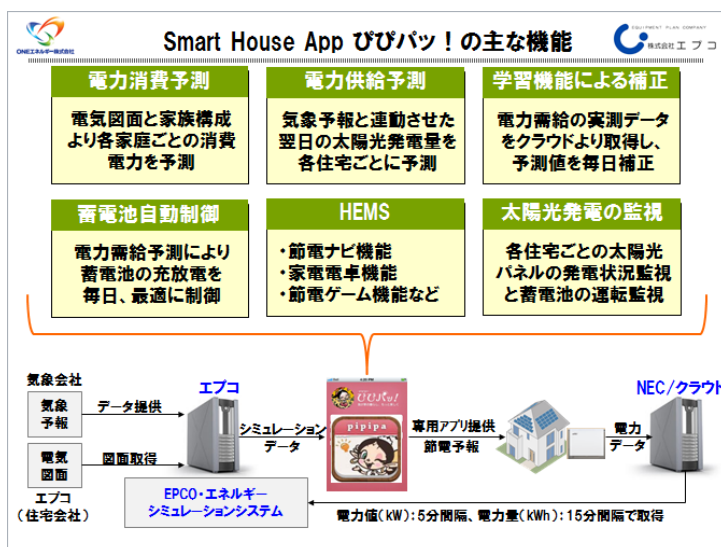 ONEエネルギー株式会社
Smart House App ぴぴパッ！の主な機能
EQUIPMENT PLAN COMPANY
株式会社エプコ
電力消費予測
電気図面と家族構成
より各家庭ごとの消費
電力を予測
電力供給予測
気象予報と連動させた
翌日の太陽光発電量を
各住宅ごとに予測
学習機能による補正
電力需給の実測データ
をクラウドより取得し、
予測値を毎日補正
蓄電池自動制御
電力需給予測により
蓄電池の充放電を
毎日、最適に制御
HEMS
・節電ナビ機能
・家電電卓機能
・節電ゲーム機能など
太陽光発電の監視
各住宅ごとの太陽光
パネルの発電状況監視
と蓄電池の運転監視
気象会社
気象
予報
データ提供
電気
図面
図面取得
エプコ
（住宅会社）
エプコ
EPCO・エネルギー
シミュレーションシステム
シミュレーション
データ
ぴぴパッ！
pipipa
専用アプリ提供
節電予報
電力
データ
NEC/クラウド
電力値（kW）：5分間隔、電力量（kWh）：15分間隔で取得